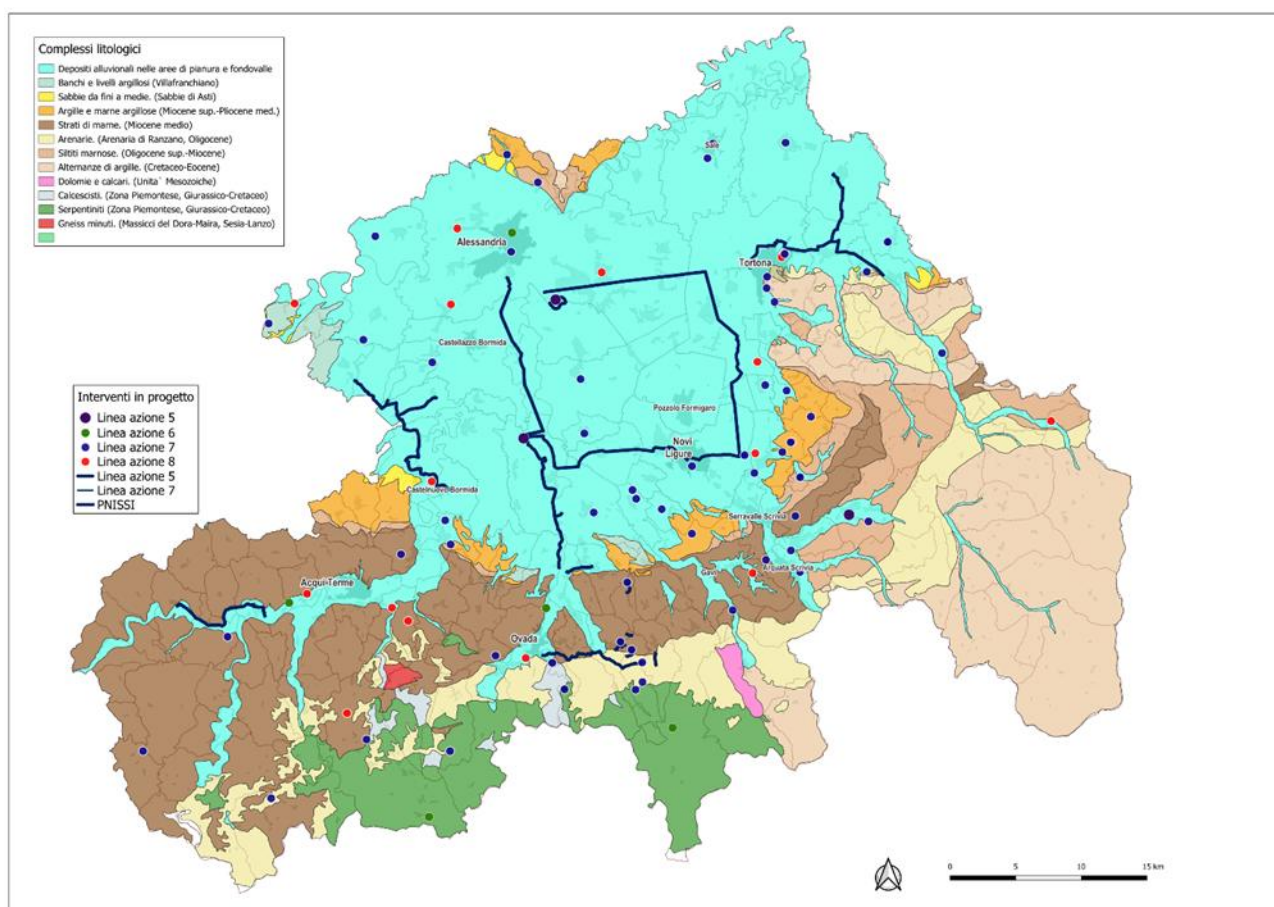 Complessi litologici
Depositi alluvionali nelle aree di pianura e fondovalle
Banchi e livelli argillosi (Villafranchiano)
Sabbie da fini a medie. (Sabbie di Asti)
Argille e marne argillose (Miocene sup.-Pliocene med.)
Strati di marne. (Miocene medio)
Arenarie. (Arenaria di Ranzano, Oligocene)
Siltiti marnose. (Oligocene sup.-Miocene)
Alternanze di argille. (Cretaceo-Eocene)
Dolomie e calcari. (Unita` Mesozoiche)
Calcescisti. (Zona Piemontese, Giurassico-Cretaceo)
Serpentiniti (Zona Piemontese, Giurassico-Cretaceo)
Gneiss minuti. (Massicci del Dora-Maira, Sesia-Lanzo)
Sale
Alessandria
Tortona
Castellazzo Bormida
Interventi in progetto
Linea azione 5
Linea azione 6
Linea azione 7
Linea azione 8
Linea azione 5
Linea azione 7
PNISSI
Pozzolo Formigaro
Novi
Ligure
Castelnuovo Bormida
Serravalle Scrivia
Arquata Scrivia
Gavi
Acqui Terme
Ovada
0 5 10 15 km